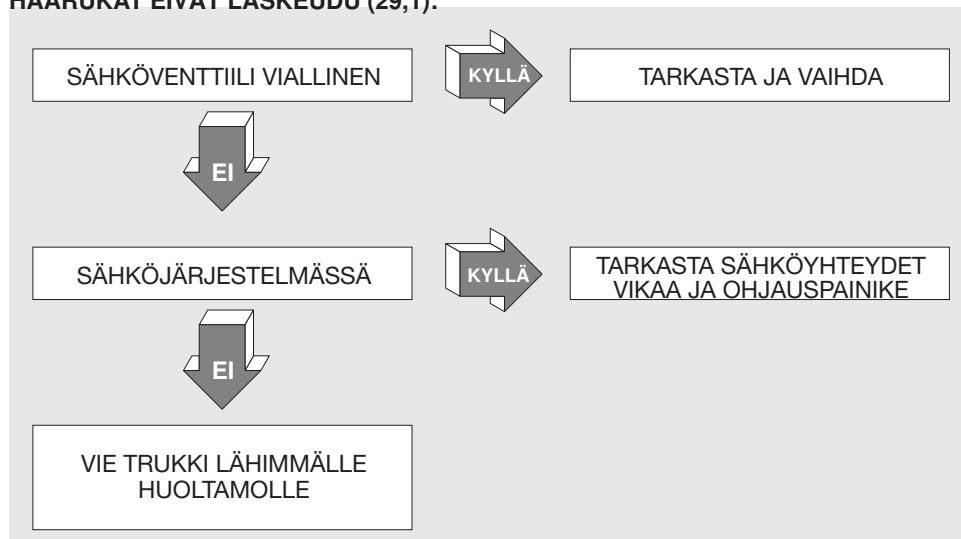 HAARUKAT EIVÄT LASKEUDU (29,1):
SÄHKÖVENTTIILI VIALLINEN
KYLLÄ
TARKASTA JA VAIHDA
EI
SÄHKÖJÄRJESTELMÄSSÄ
KYLLÄ
TARKASTA SÄHKÖYHTEYDET
VIKAA JA OHJAUSPAINIKE
EI
VIE TRUKKI LÄHIMMÄLLE
HUOLTAMOLLE